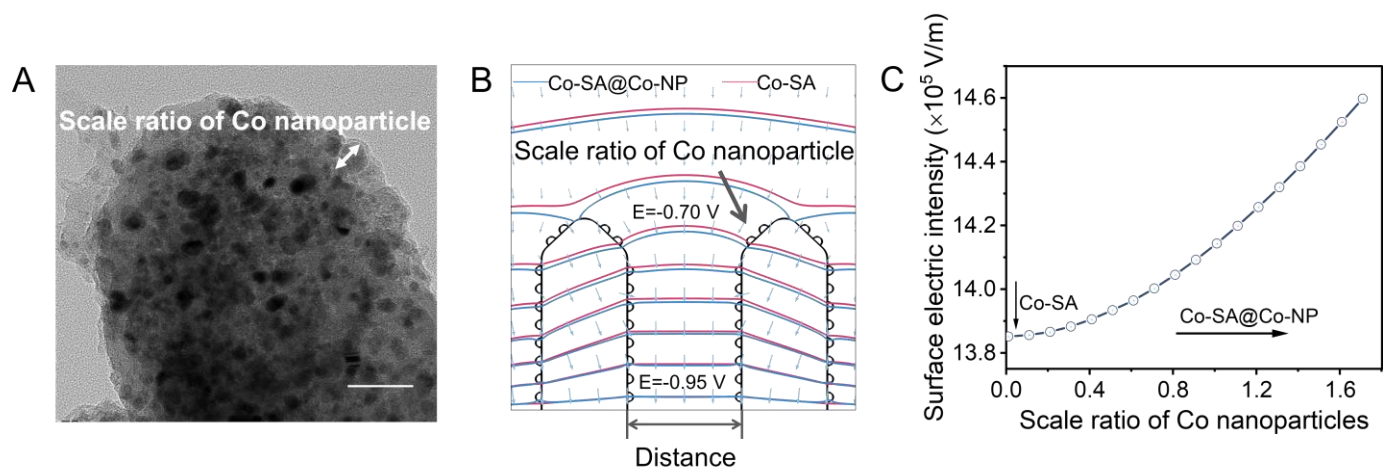 A
Scale ratio of Co nanoparticle
B
Co-SA@Co-NP
Co-SA
Scale ratio of Co nanoparticle
E=-0.70 V
E=-0.95 V
Distance
C
Surface electric intensity (×10⁵ V/m)
14.6
14.4
14.2
14.0
13.8
Co-SA
Co-SA@Co-NP
0.0 0.4 0.8 1.2 1.6
Scale ratio of Co nanoparticles